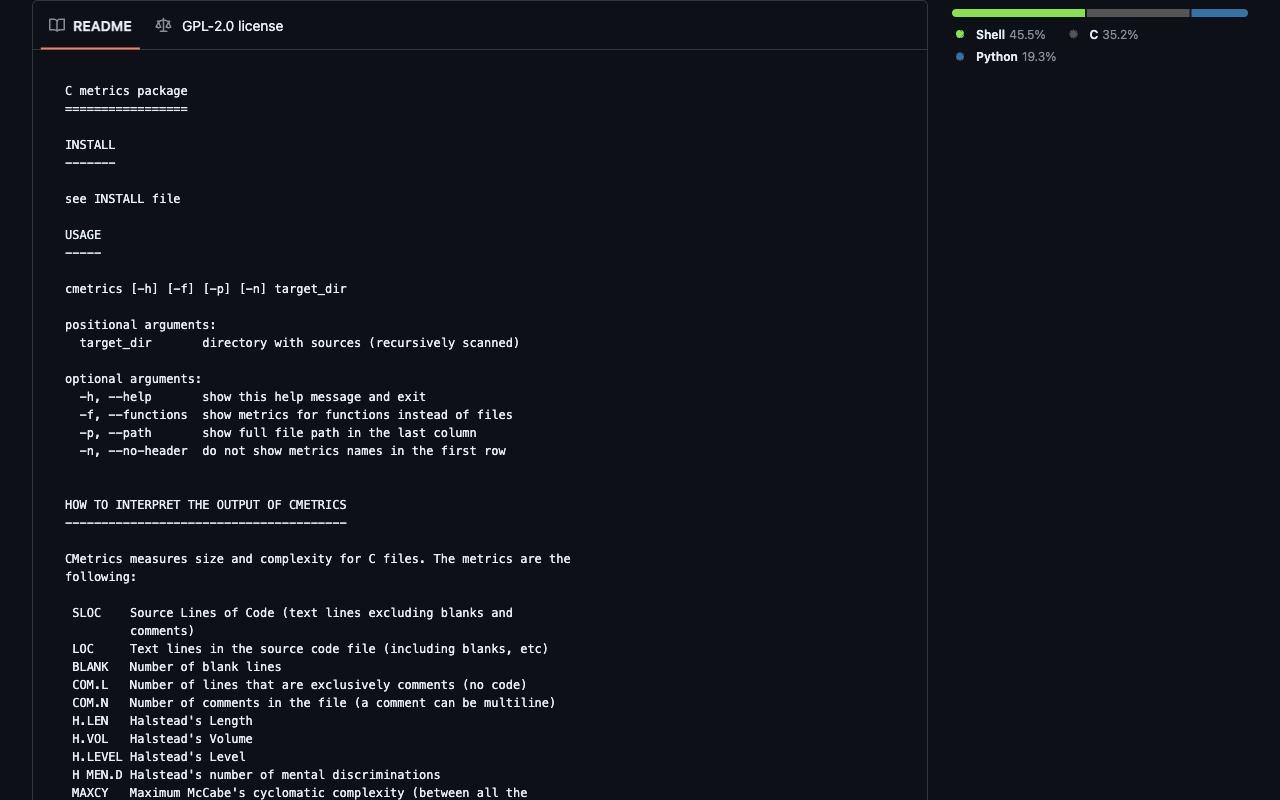 README GPL-2.0 license
Shell 45.5% C 35.2%
Python 19.3%
C metrics package
=================
INSTALL
-------
see INSTALL file
USAGE
-----
cmetrics [-h] [-f] [-p] [-n] target_dir
positional arguments:
  target_dir       directory with sources (recursively scanned)
optional arguments:
  -h, --help       show this help message and exit
  -f, --functions  show metrics for functions instead of files
  -p, --path       show full file path in the last column
  -n, --no-header  do not show metrics names in the first row
HOW TO INTERPRET THE OUTPUT OF CMETRICS
---------------------------------------
CMetrics measures size and complexity for C files. The metrics are the
following:
 SLOC    Source Lines of Code (text lines excluding blanks and
         comments)
 LOC     Text lines in the source code file (including blanks, etc)
 BLANK   Number of blank lines
 COM.L   Number of lines that are exclusively comments (no code)
 COM.N   Number of comments in the file (a comment can be multiline)
 H.LEN   Halstead's Length
 H.VOL   Halstead's Volume
 H.LEVEL Halstead's Level
 H MEN.D Halstead's number of mental discriminations
 MAXCY   Maximum McCabe's cyclomatic complexity (between all the